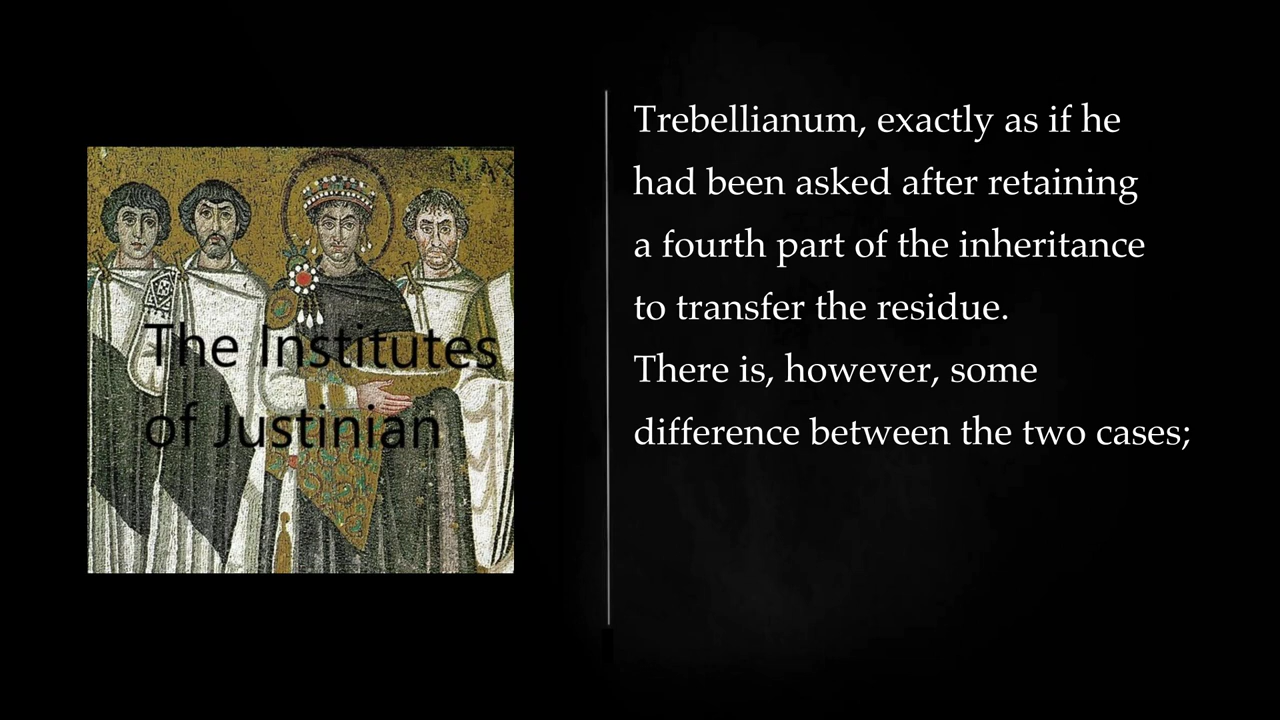 MAX
The Institutes
of Justinian
Trebellianum, exactly as if he
had been asked after retaining
a fourth part of the inheritance
to transfer the residue.
There is, however, some
difference between the two cases;